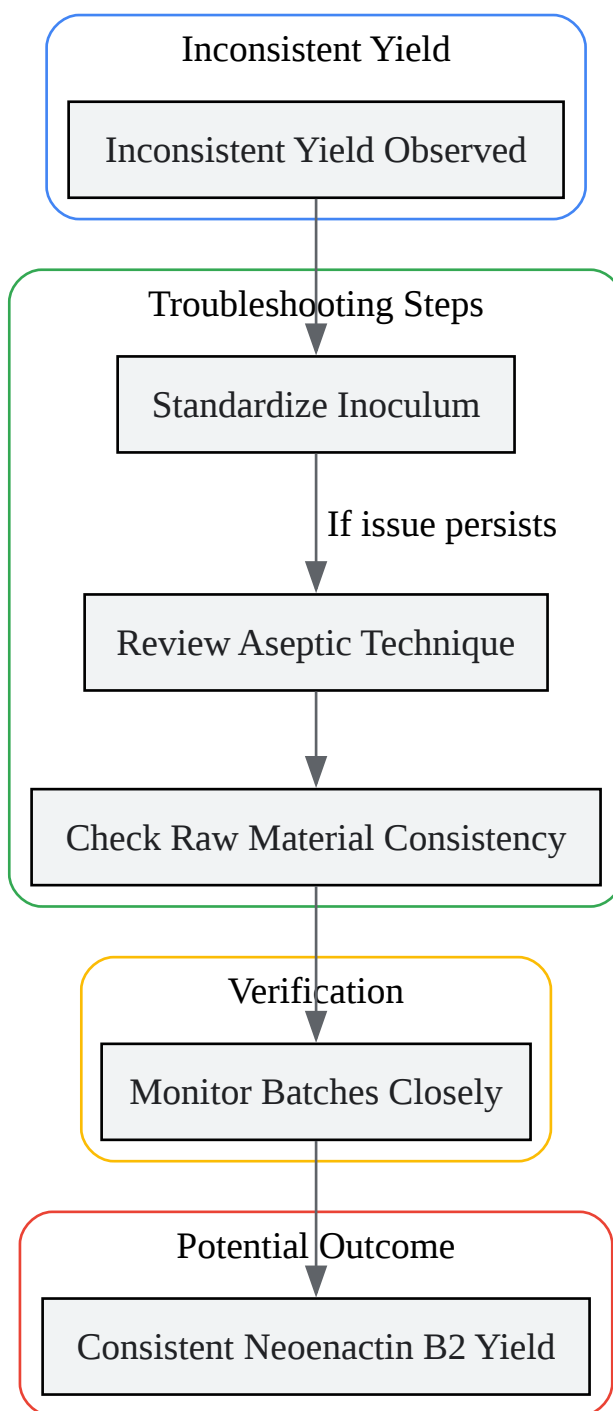 Inconsistent Yield
Inconsistent Yield Observed
Troubleshooting Steps
Standardize Inoculum
If issue persists
Review Aseptic Technique
Check Raw Material Consistency
Verification
Monitor Batches Closely
Potential Outcome
Consistent Neoenactin B2 Yield